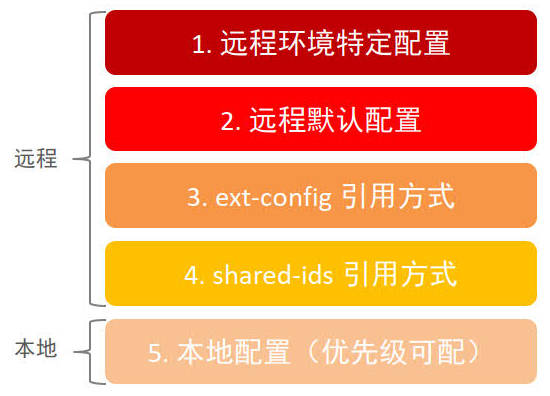 1. 远程环境特定配置
2. 远程默认配置
远程
3. ext-config 引用方式
4. shared-ids 引用方式
本地
5. 本地配置（优先级可配）